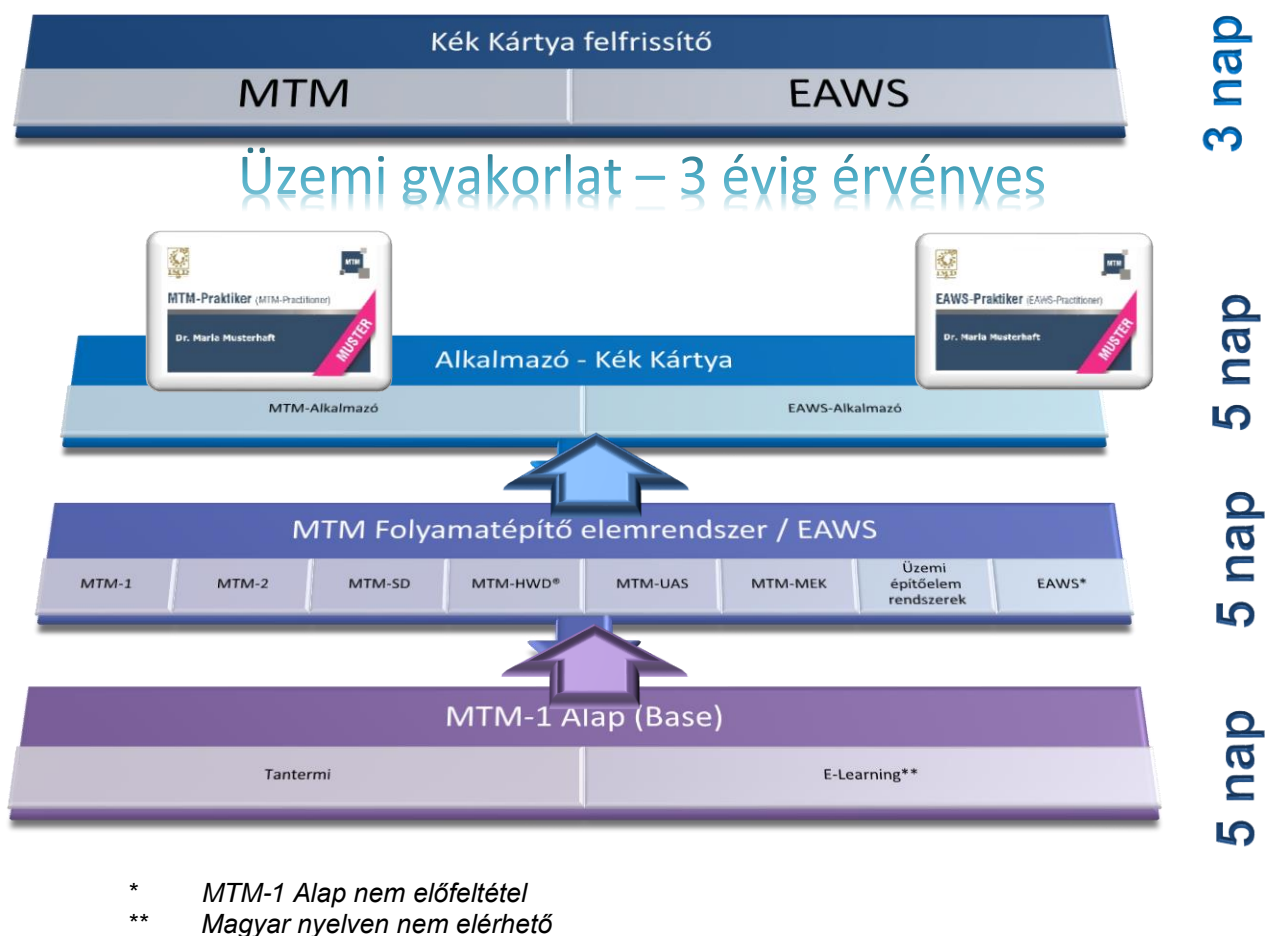 Kék Kártya felfrissítő
MTM
EAWS
3 nap
Üzemi gyakorlat – 3 évig érvényes
MTM
MTM-Praktiker (MTM-Practitioner)
Dr. Maria Musterhaft
MUSTER
MTM
EAWS-Praktiker (EAWS-Practitioner)
Dr. Maria Musterhaft
MUSTER
Alkalmazó - Kék Kártya
MTM-Alkalmazó
EAWS-Alkalmazó
5 nap
MTM Folyamatépítő elemrendszer / EAWS
MTM-1
MTM-2
MTM-SD
MTM-HWD®
MTM-UAS
MTM-MEK
Üzemi
építőelem
rendszerek
EAWS*
5 nap
MTM-1 Alap (Base)
Tantermi
E-Learning**
5 nap
* MTM-1 Alap nem előfeltétel
** Magyar nyelven nem elérhető